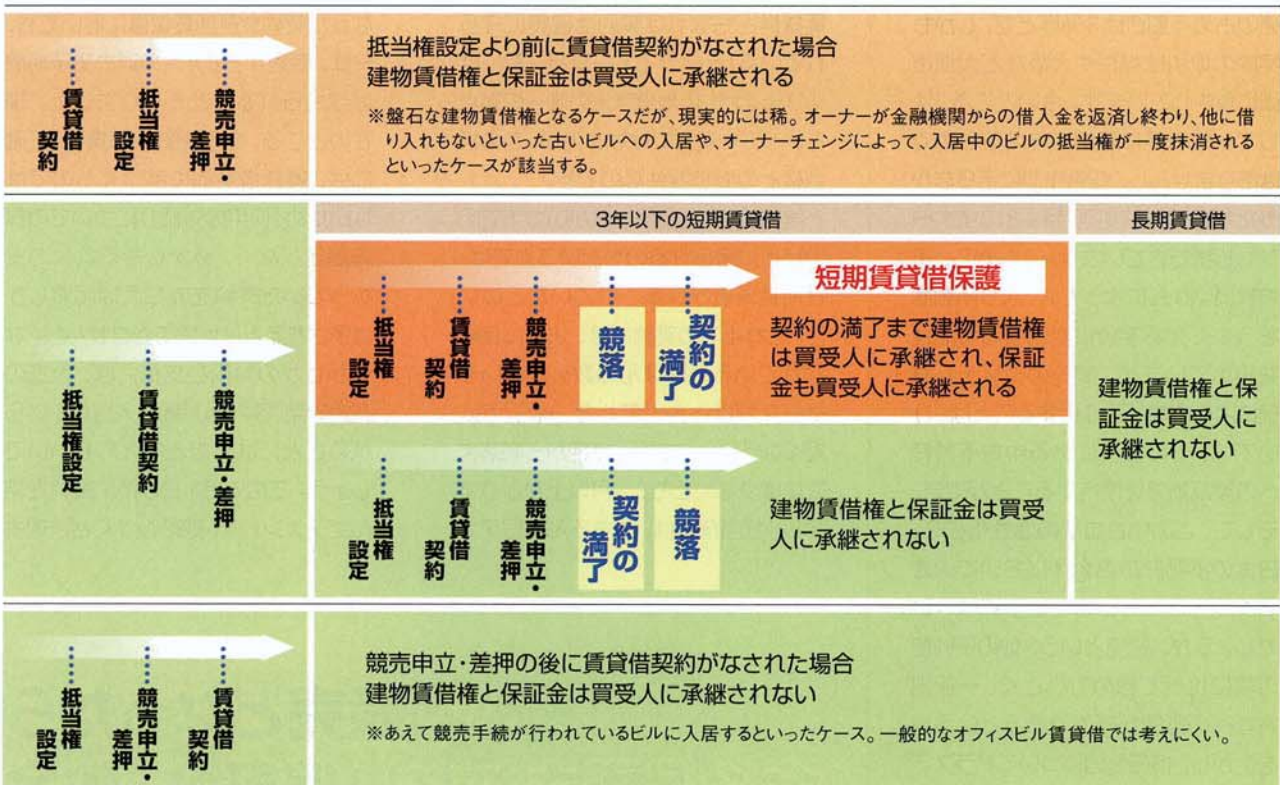 賃貸借
契約
抵当権
設定
競売申立・
差押
抵当権設定より前に賃貸借契約がなされた場合
建物賃借権と保証金は買受人に承継される
※盤石な建物賃借権となるケースだが、現実的には稀。オーナーが金融機関からの借入金を返済し終わり、他に借
り入れもないといった古いビルへの入居や、オーナーチェンジによって、入居中のビルの抵当権が一度抹消される
といったケースが該当する。
抵当権設定
賃貸借契約
競売申立・差押
3年以下の短期賃貸借
長期賃貸借
抵当権
設定
賃貸借
契約
競売申立・
差押
競落
契約の
満了
短期賃貸借保護
契約の満了まで建物賃借権
は買受人に承継され、保証
金も買受人に承継される
抵当権
設定
賃貸借
契約
競売申立・
差押
契約の
満了
競落
建物賃借権と保証金は買受
人に承継されない
建物賃借権と保
証金は買受人に
承継されない
抵当権
設定
競売申立・
差押
賃貸借
契約
競売申立・差押の後に賃貸借契約がなされた場合
建物賃借権と保証金は買受人に承継されない
※あえて競売手続が行われているビルに入居するといったケース。一般的なオフィスビル賃貸借では考えにくい。